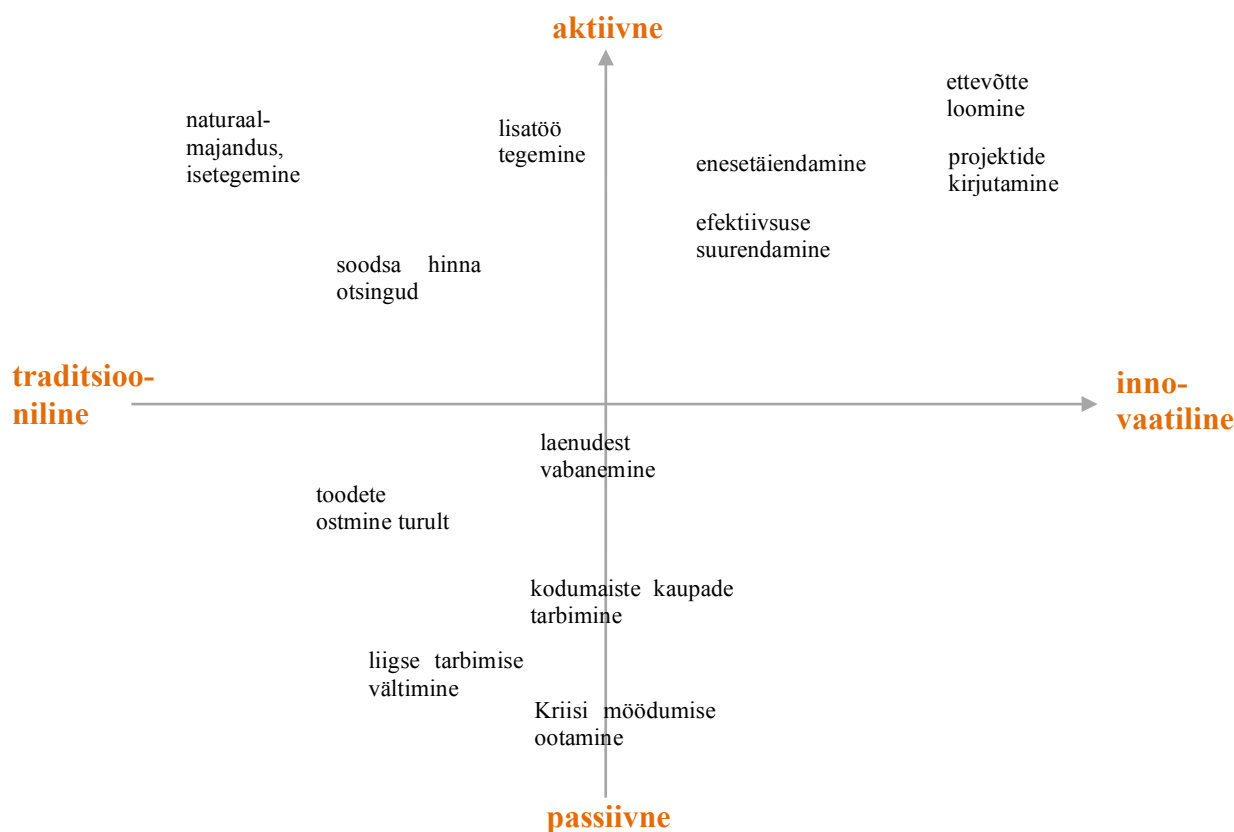 aktiivne
ettevõtte
loomine
naturaal-
majandus,
isetegemine
lisatöö
tegemine
enesetäiendamine
projektide
kirjutamine
efektiivsuse
suurendamine
soodsa hinna
otsingud
traditsioo-
niline
inno-
vaatiline
laenudest
vabanemine
toodete
ostmine turult
kodumaiste kaupade
tarbimine
liigse tarbimise
vältimine
Kriisi möödumise
ootamine
passiivne